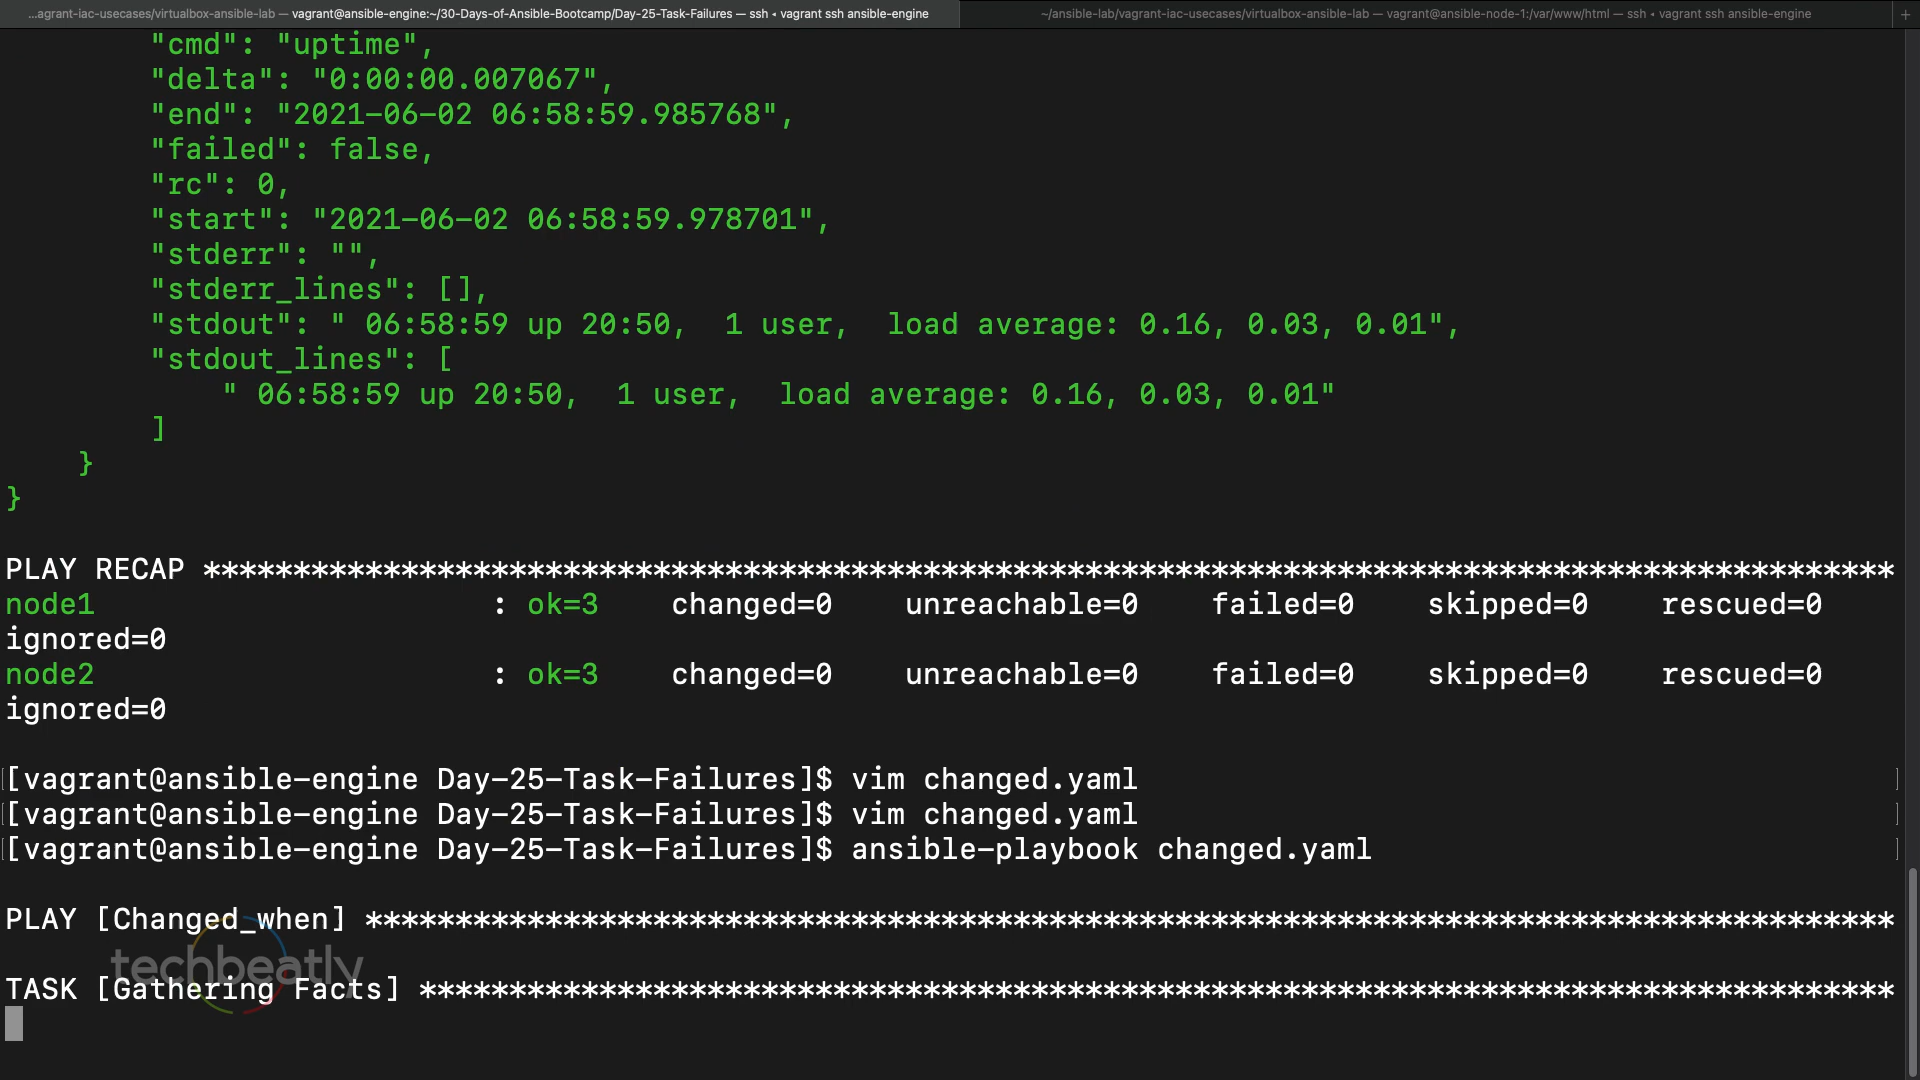 ...agrant-iac-usecases/virtualbox-ansible-lab — vagrant@ansible-engine:~/30-Days-of-Ansible-Bootcamp/Day-25-Task-Failures — ssh ◂ vagrant ssh ansible-engine
~/ansible-lab/vagrant-iac-usecases/virtualbox-ansible-lab — vagrant@ansible-node-1:/var/www/html — ssh ◂ vagrant ssh ansible-engine
+
"cmd": "uptime",
"delta": "0:00:00.007067",
"end": "2021-06-02 06:58:59.985768",
"failed": false,
"rc": 0,
"start": "2021-06-02 06:58:59.978701",
"stderr": "",
"stderr_lines": [],
"stdout": " 06:58:59 up 20:50,  1 user,  load average: 0.16, 0.03, 0.01",
"stdout_lines": [
" 06:58:59 up 20:50,  1 user,  load average: 0.16, 0.03, 0.01"
]
}
}
PLAY RECAP **********************************************************************************************
node1                      : ok=3    changed=0    unreachable=0    failed=0    skipped=0    rescued=0
ignored=0
node2                      : ok=3    changed=0    unreachable=0    failed=0    skipped=0    rescued=0
ignored=0
[vagrant@ansible-engine Day-25-Task-Failures]$ vim changed.yaml
[vagrant@ansible-engine Day-25-Task-Failures]$ vim changed.yaml
[vagrant@ansible-engine Day-25-Task-Failures]$ ansible-playbook changed.yaml
PLAY [Changed_when] *************************************************************************************
techbeatly
TASK [Gathering Facts] **********************************************************************************